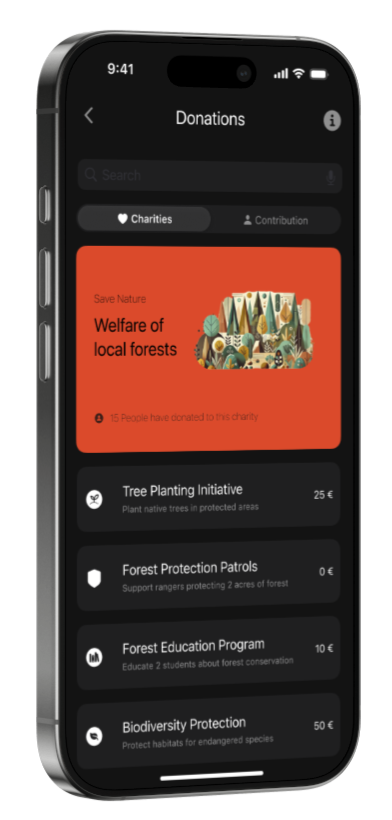 9:41
Donations
Search
Charities
Contribution
Save Nature
Welfare of
local forests
15 People have donated to this charity
Tree Planting Initiative
25 €
Plant native trees in protected areas
Forest Protection Patrols
0 €
Support rangers protecting 2 acres of forest
Forest Education Program
10 €
Educate 2 students about forest conservation
Biodiversity Protection
50 €
Protect habitats for endangered species